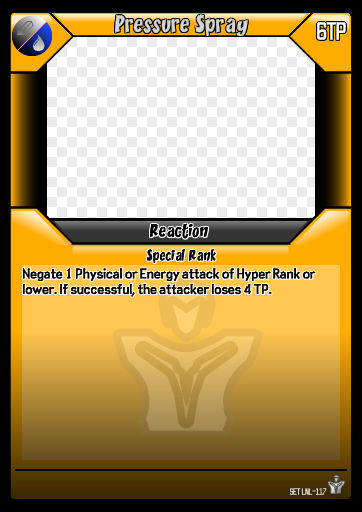 Pressure Spray
6TP
Reaction
Special Rank
Negate 1 Physical or Energy attack of Hyper Rank or
lower. If successful, the attacker loses 4 TP.
SET LNL-117